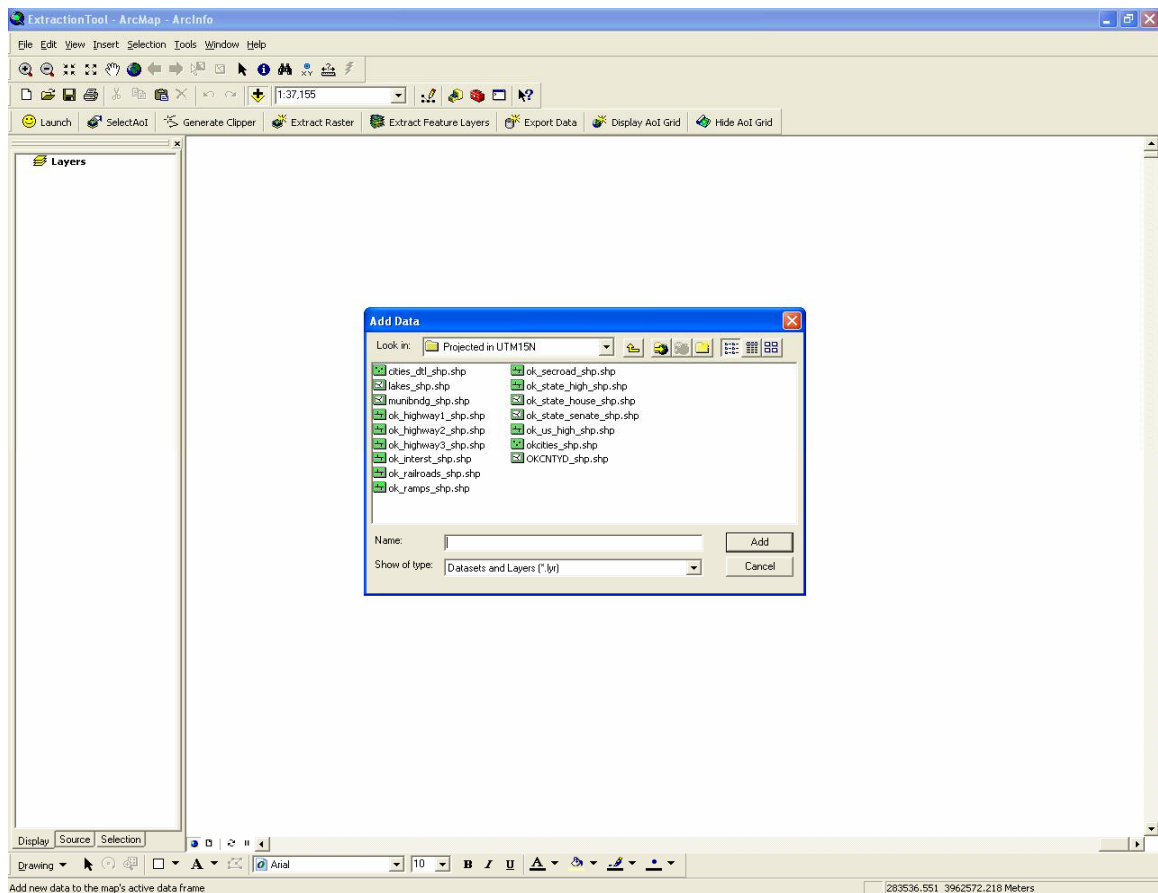 ExtractionTool - ArcMap - ArcInfo
File Edit View Insert Selection Tools Window Help
1:37,155
Launch SelectAoI Generate Clipper Extract Raster Extract Feature Layers Export Data Display AoI Grid Hide AoI Grid
Layers
Add Data
Look in: Projected in UTM15N
cities_dtl_shp.shp
lakes_shp.shp
munibndg_shp.shp
ok_highway1_shp.shp
ok_highway2_shp.shp
ok_highway3_shp.shp
ok_interst_shp.shp
ok_railroads_shp.shp
ok_ramps_shp.shp
ok_secroad_shp.shp
ok_state_high_shp.shp
ok_state_house_shp.shp
ok_state_senate_shp.shp
ok_us_high_shp.shp
okcities_shp.shp
OKCNTYD_shp.shp
Name: Add
Show of type: Datasets and Layers (*.lyr) Cancel
Display Source Selection
Drawing A Arial 10 B I U A
Add new data to the map's active data frame 283536.551 3962572.218 Meters